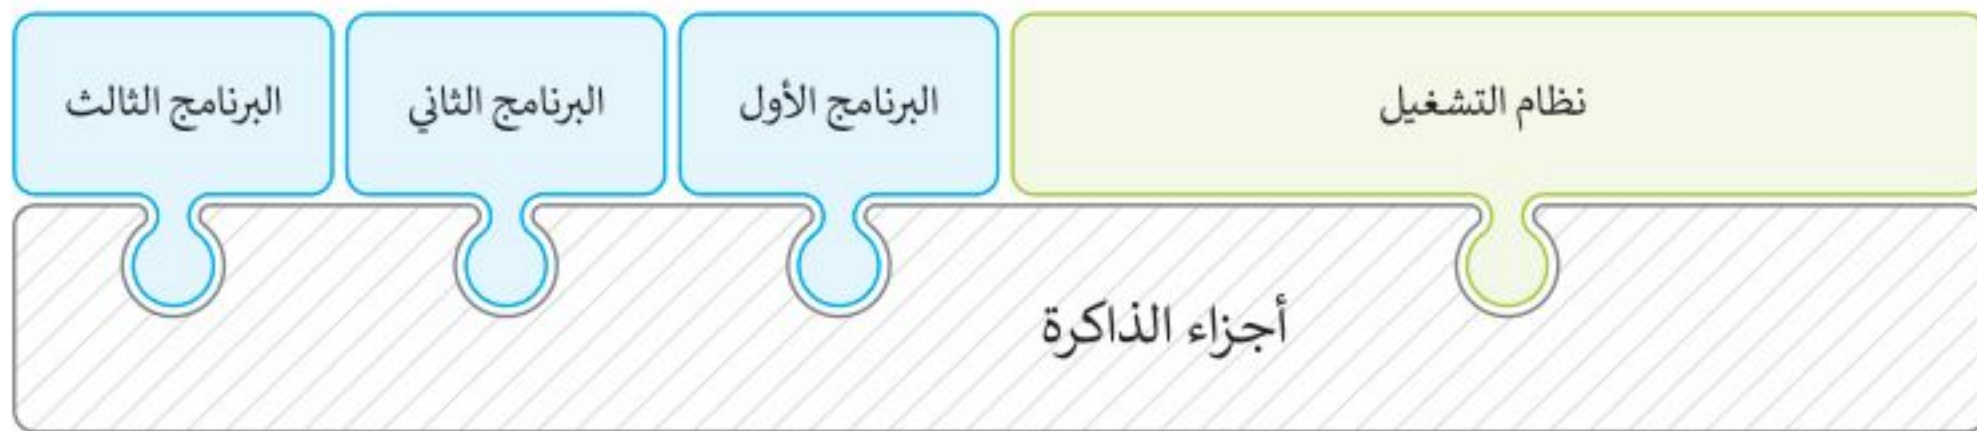 نظام التشغيل
البرنامج الأول
البرنامج الثاني
البرنامج الثالث
أجزاء الذاكرة